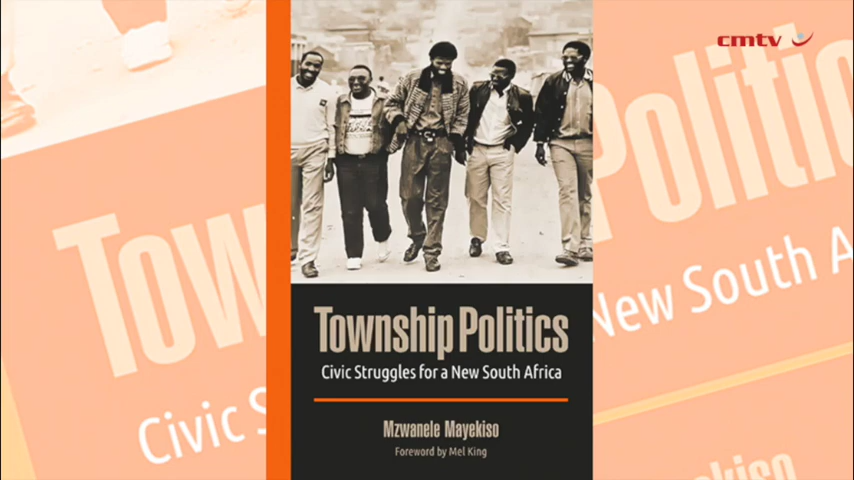 cmtv
Township Politics
Civic Struggles for a New South Africa
Mzwanele Mayekiso
Foreword by Mel King
Tow
Civic S
Politic
New South A
ekiso